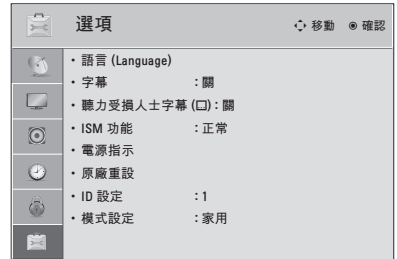 選項
移動 確認
• 語言 (Language)
• 字幕 : 關
• 聽力受損人士字幕 (口) : 關
• ISM 功能 : 正常
• 電源指示
• 原廠重設
• ID 設定 : 1
• 模式設定 : 家用